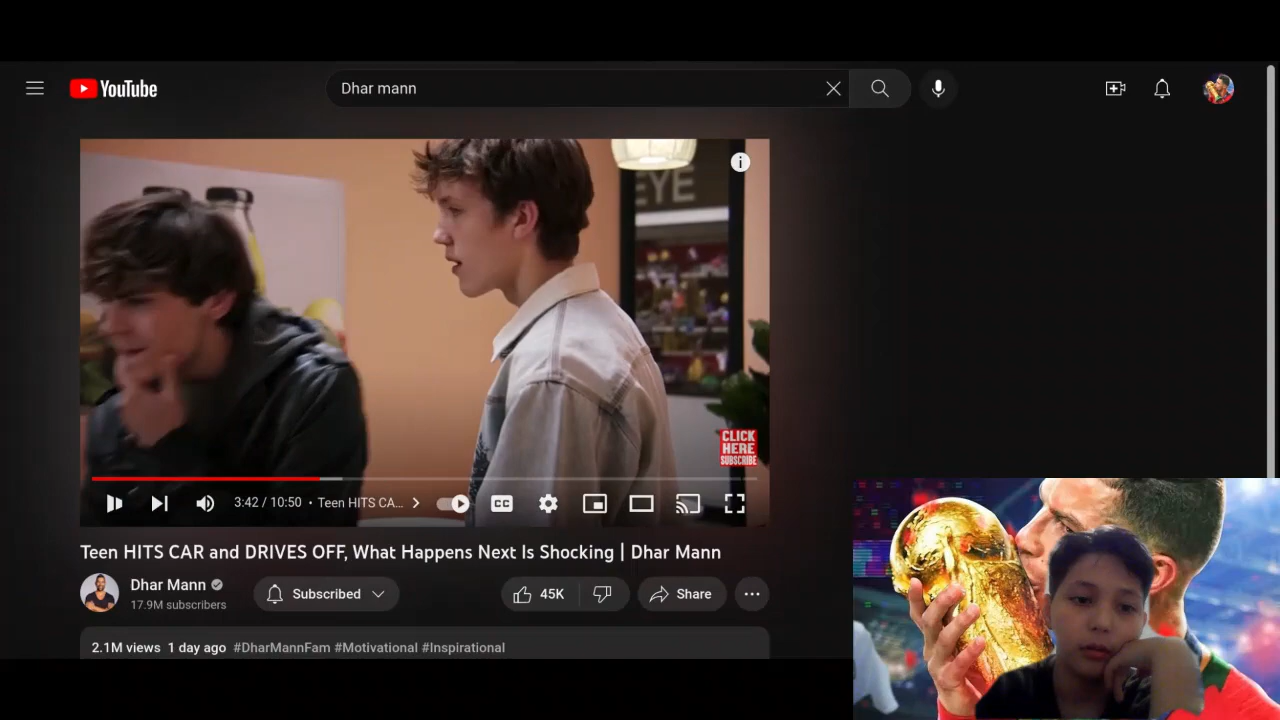 YouTube
Dhar mann
EYE
CLICK
HERE
SUBSCRIBE
3:42 / 10:50 • Teen HITS CA...
CC
Teen HITS CAR and DRIVES OFF, What Happens Next Is Shocking | Dhar Mann
Dhar Mann
17.9M subscribers
Subscribed
45K
Share
2.1M views 1 day ago #DharMannFam #Motivational #Inspirational